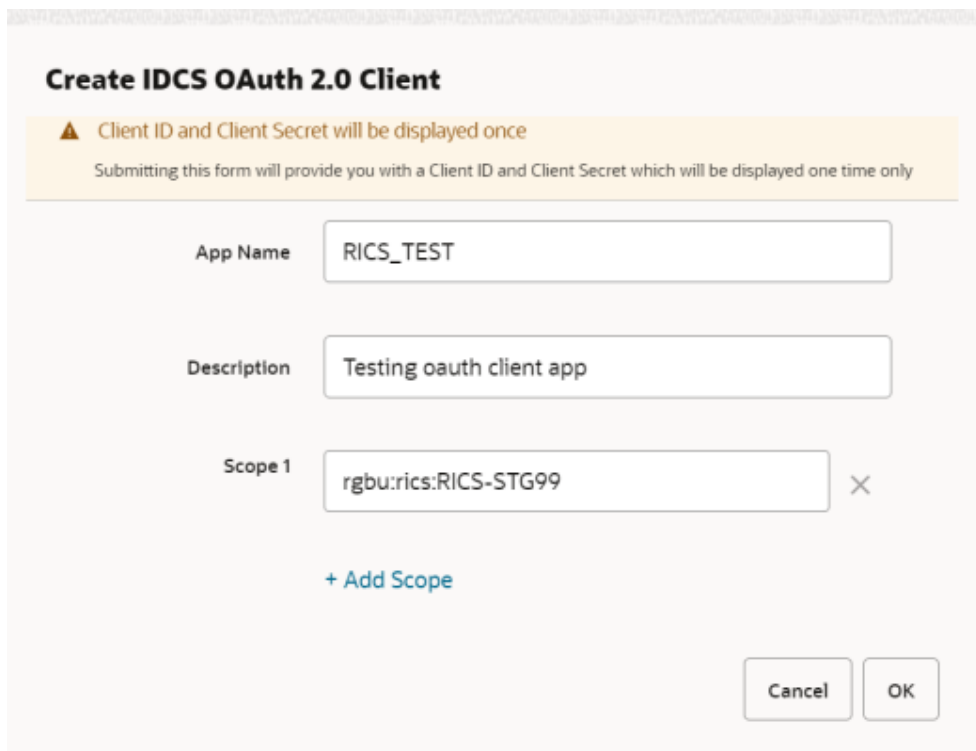 Create IDCS OAuth 2.0 Client
Client ID and Client Secret will be displayed once
Submitting this form will provide you with a Client ID and Client Secret which will be displayed one time only
App Name RICS_TEST
Description Testing oauth client app
Scope 1 rgbu:rics:RICS-STG99
+ Add Scope
Cancel OK